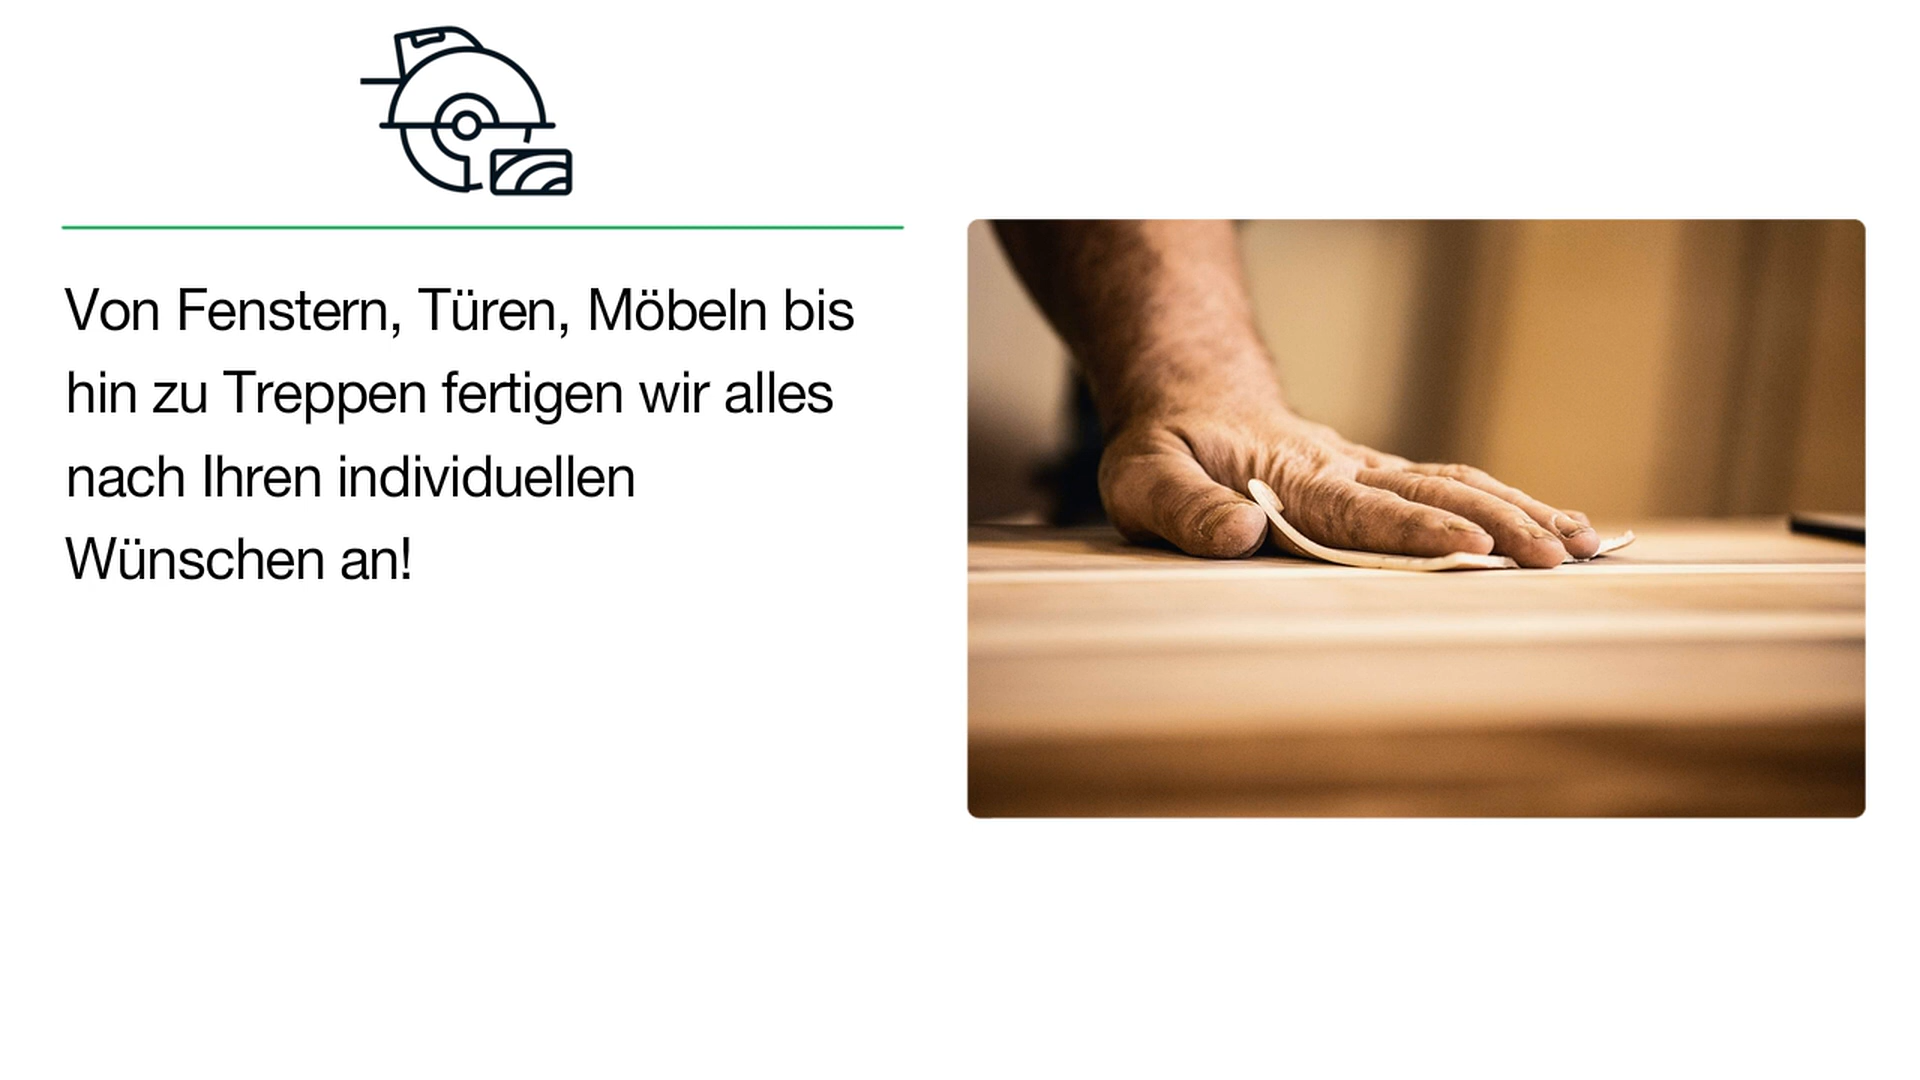 Von Fenstern, Türen, Möbeln bis
hin zu Treppen fertigen wir alles
nach Ihren individuellen
Wünschen an!